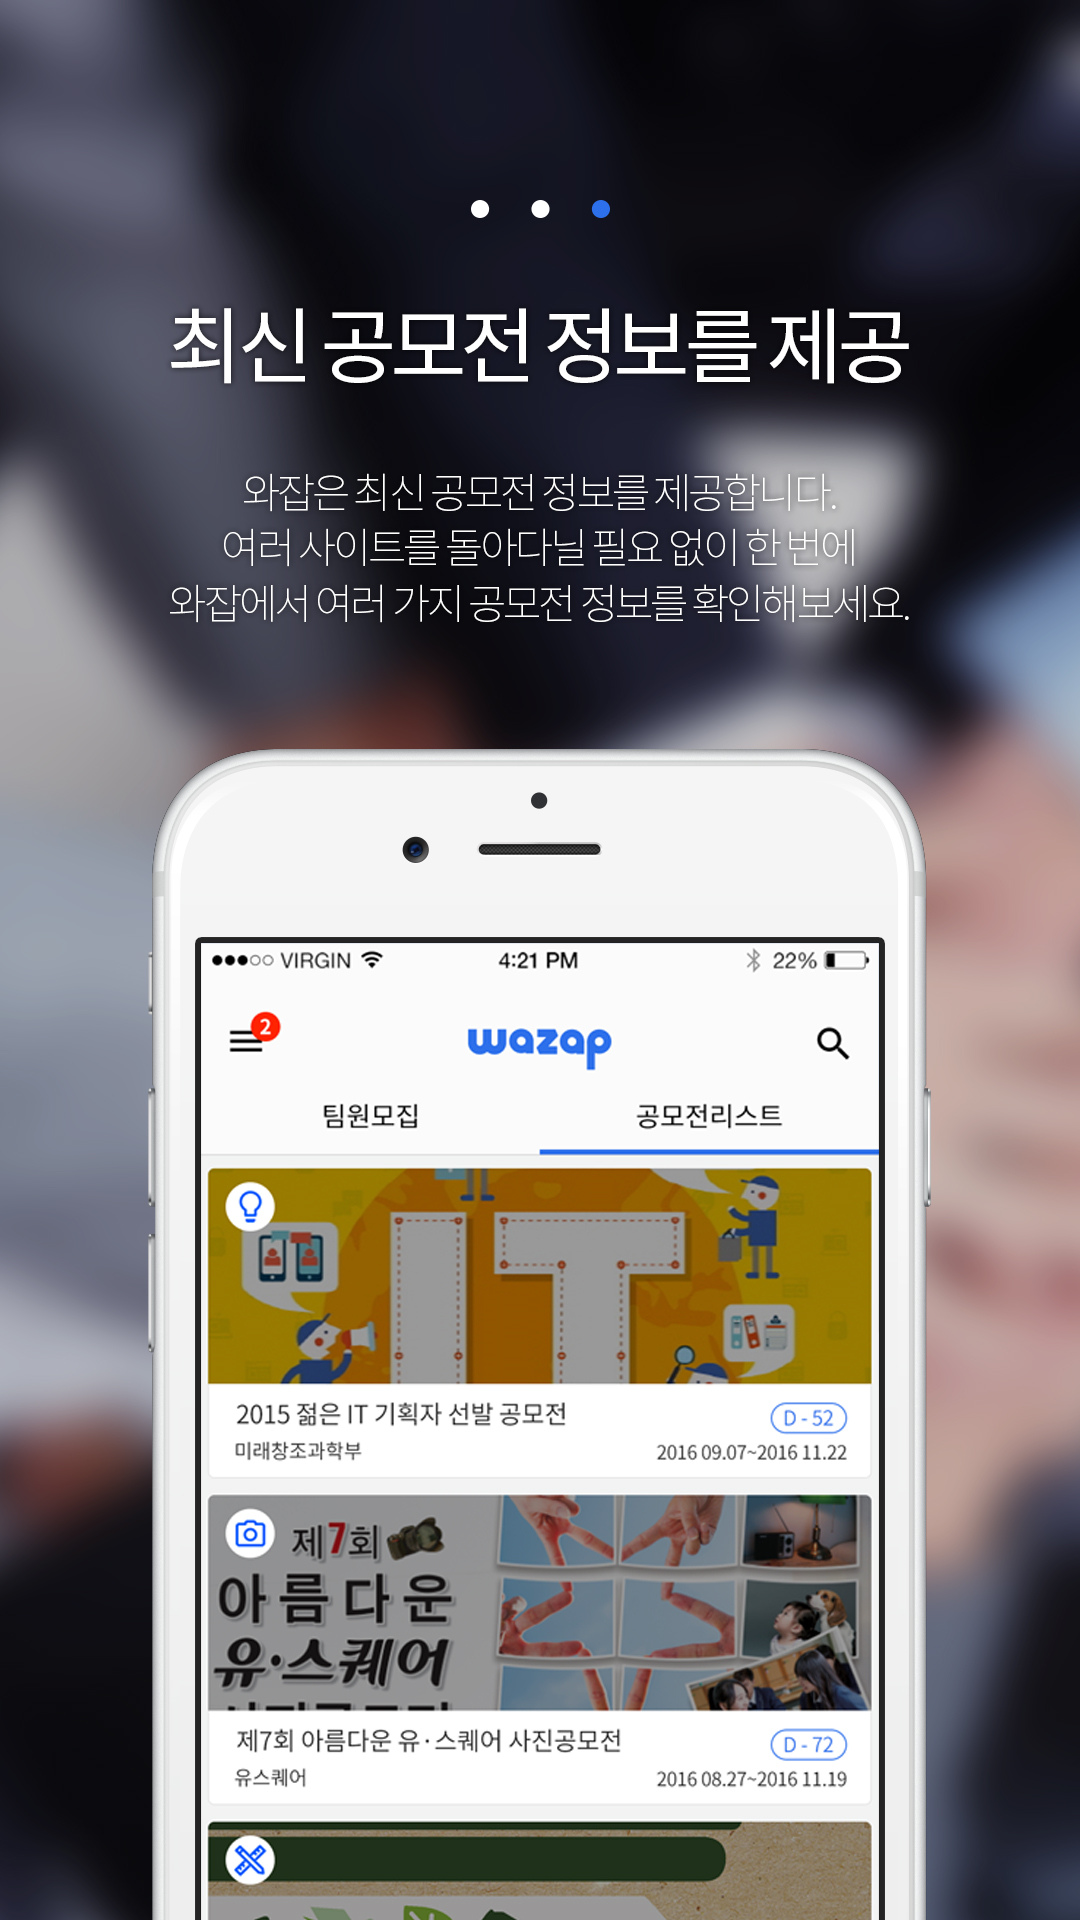 최신 공모전 정보를 제공
와잡은 최신 공모전 정보를 제공합니다.
여러 사이트를 돌아다닐 필요 없이 한 번에
와잡에서 여러 가지 공모전 정보를 확인해보세요.
VIRGIN 4:21 PM 22%
2
wazap
팀원모집 공모전리스트
IT
2015 젊은 IT 기획자 선발 공모전 D - 52
미래창조과학부 2016 09.07~2016 11.22
제7회
아름다운
유·스퀘어
제7회 아름다운 유·스퀘어 사진공모전 D - 72
유스퀘어 2016 08.27~2016 11.19